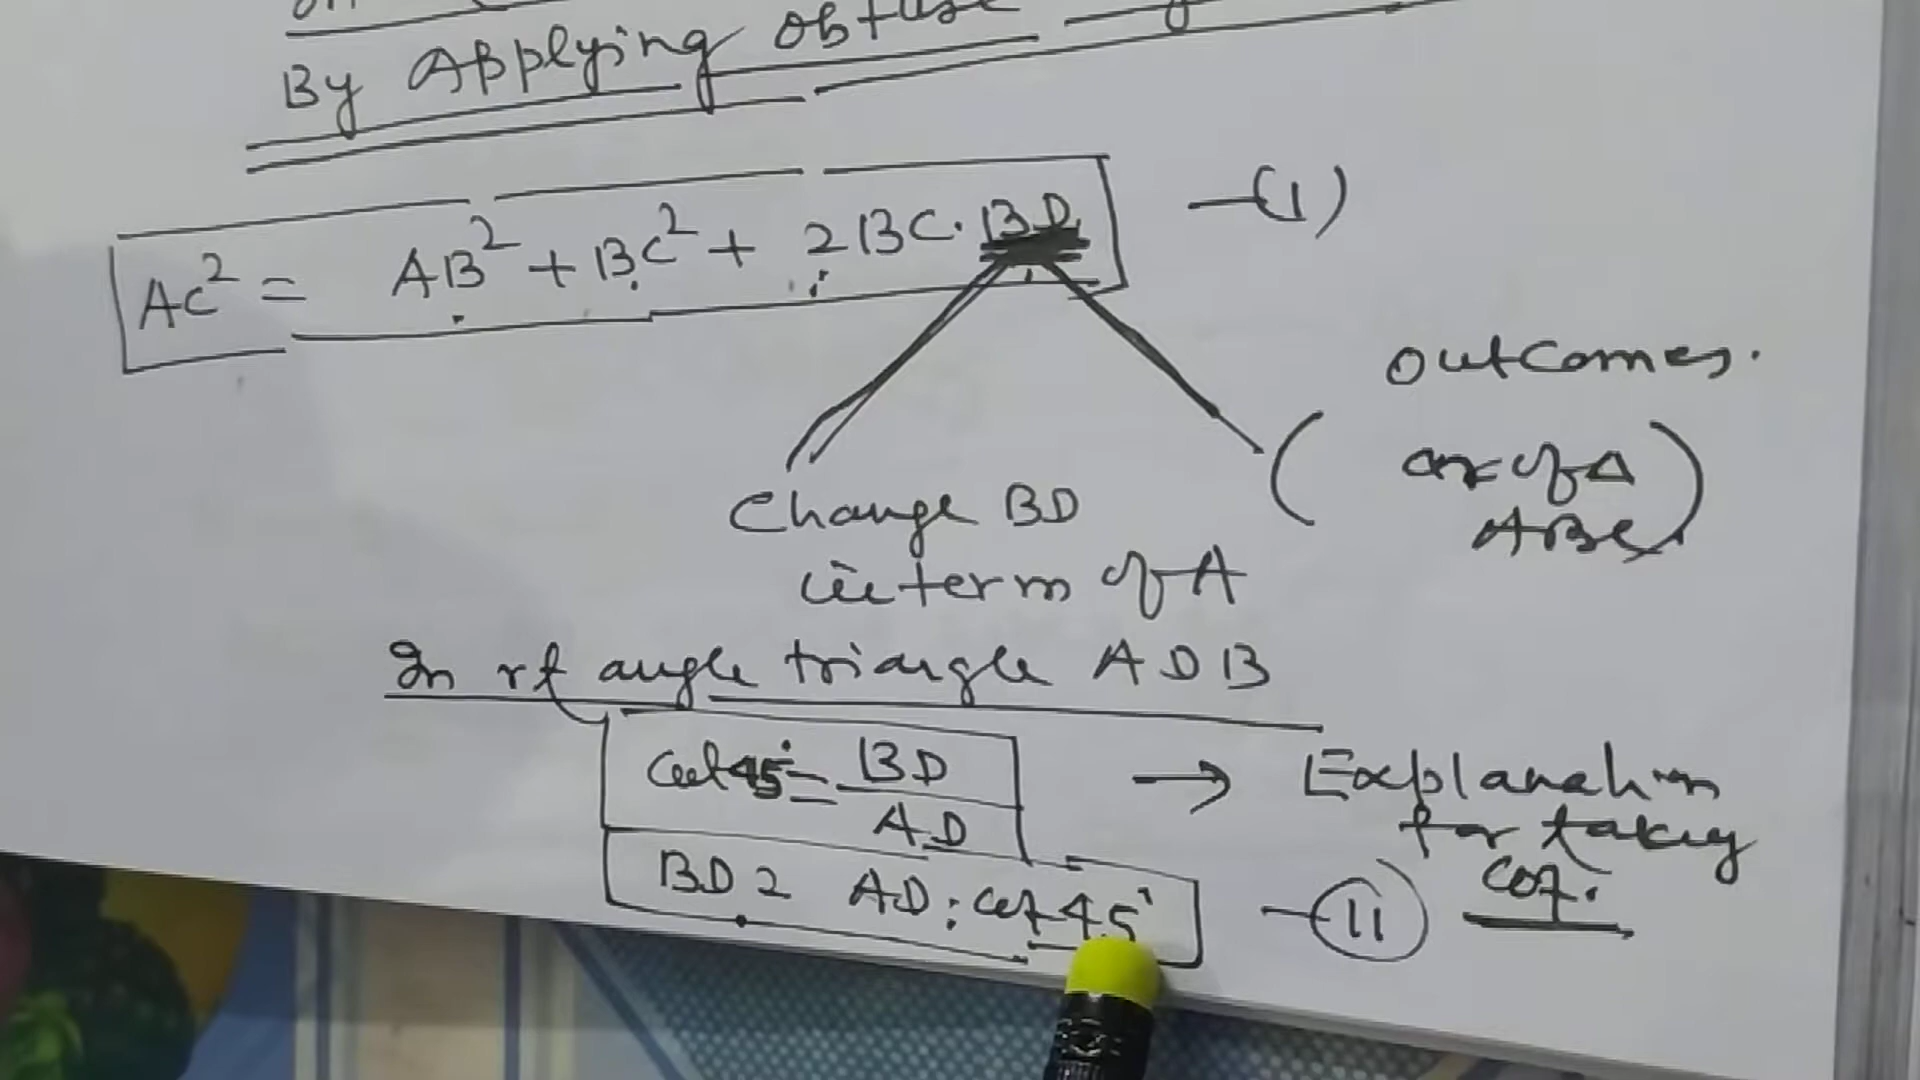 By Applying obtuse
AC² = AB² + BC² + 2BC. BD —(1)
outcomes.
(ar of Δ
ABC)
Change BD
in term of A
In rt angle triangle ADB
Cot 45° = BD
AD
→ Explanation
for taking
cot.
BD = AD. cot 45° —(11)